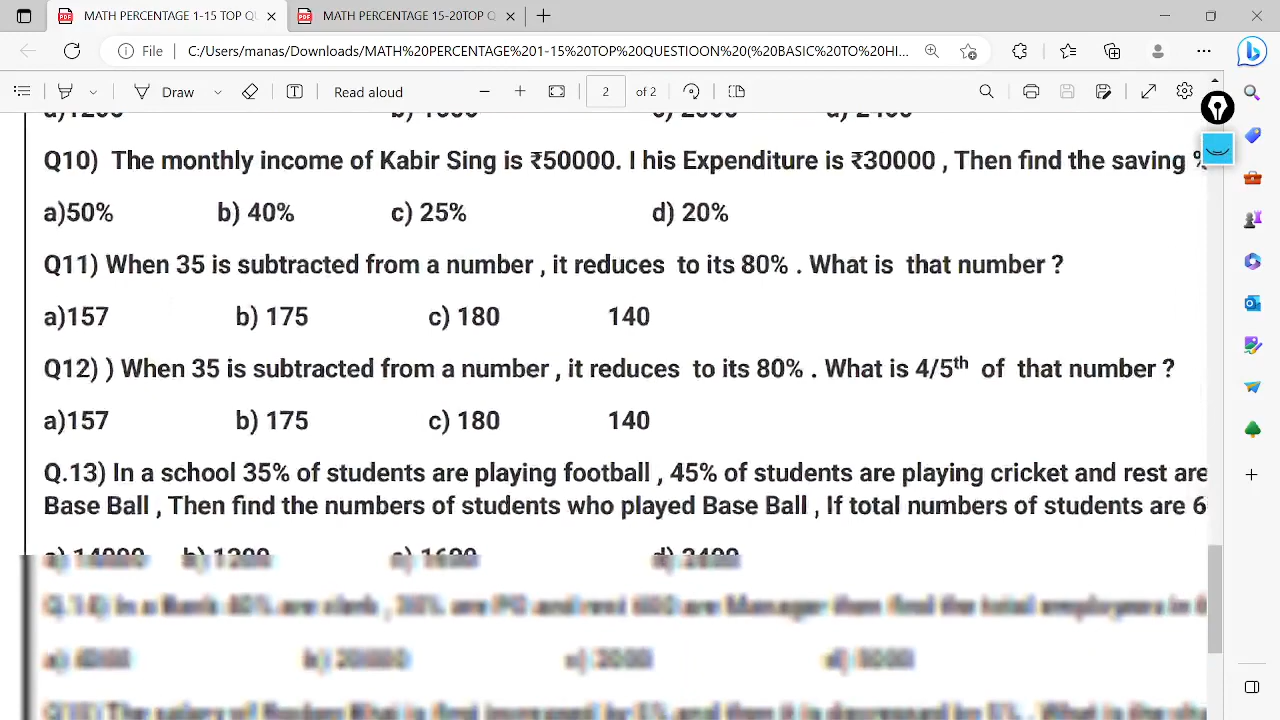 MATH PERCENTAGE 1-15 TOP QU
MATH PERCENTAGE 15-20TOP Q
File
C:/Users/manas/Downloads/MATH%20PERCENTAGE%201-15%20TOP%20QUESTIOON%20(%20BASIC%20TO%20HI...
Draw
Read aloud
2
of 2
Q10) The monthly income of Kabir Sing is ₹50000. I his Expenditure is ₹30000 , Then find the saving %
a)50% b) 40% c) 25% d) 20%
Q11) When 35 is subtracted from a number , it reduces to its 80% . What is that number ?
a)157 b) 175 c) 180 140
Q12) ) When 35 is subtracted from a number , it reduces to its 80% . What is 4/5th of that number ?
a)157 b) 175 c) 180 140
Q.13) In a school 35% of students are playing football , 45% of students are playing cricket and rest are
Base Ball , Then find the numbers of students who played Base Ball , If total numbers of students are 6